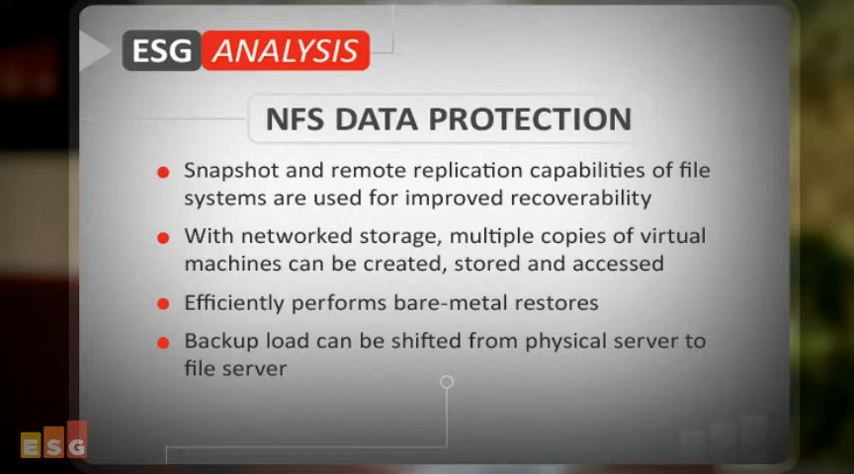 ESG ANALYSIS
NFS DATA PROTECTION
Snapshot and remote replication capabilities of file
systems are used for improved recoverability
With networked storage, multiple copies of virtual
machines can be created, stored and accessed
Efficiently performs bare-metal restores
Backup load can be shifted from physical server to
file server
ESG